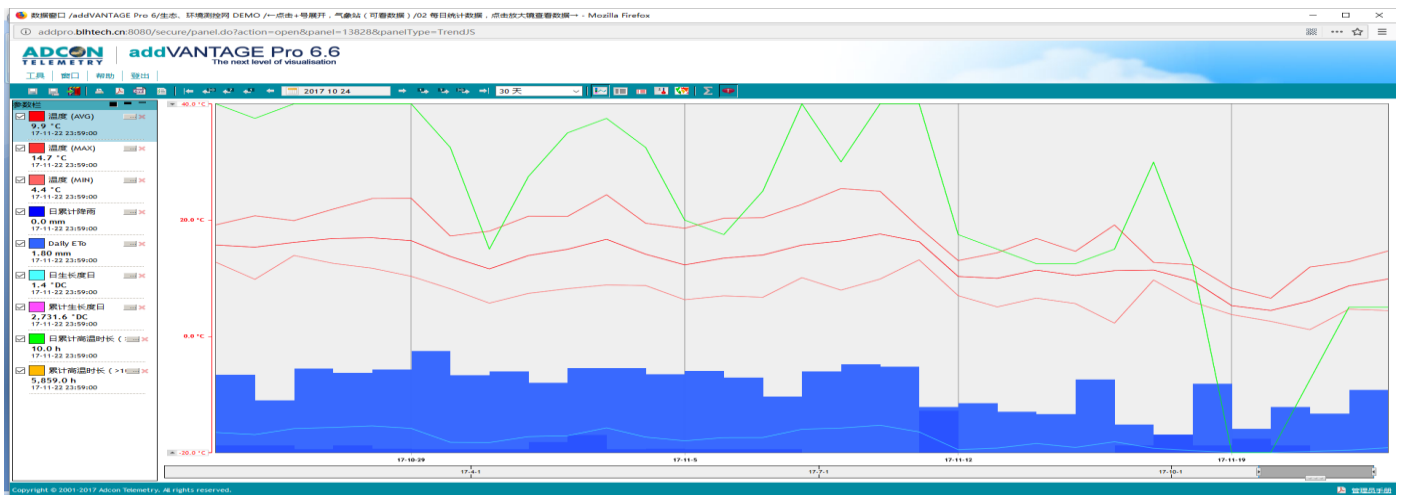 数据窗口 /addVANTAGE Pro 6/生态、环境测控网 DEMO /←点击+号展开，气象站（可看数据）/02 每日统计数据，点击放大镜查看数据→ - Mozilla Firefox
addpro.blhtech.cn:8080/secure/panel.do?action=open&panel=13828&panelType=TrendJS
ADCON TELEMETRY
addVANTAGE Pro 6.6
The next level of visualisation
工具 | 窗口 | 帮助 | 登出
2017 10 24
30 天
参数栏
温度 (AVG)
9.9 °C
17-11-22 23:59:00
温度 (MAX)
14.7 °C
17-11-22 23:59:00
温度 (MIN)
4.4 °C
17-11-22 23:59:00
日累计降雨
0.0 mm
17-11-22 23:59:00
Daily ETo
1.80 mm
17-11-22 23:59:00
日生长度日
1.4 °DC
17-11-22 23:59:00
累计生长度日
2,731.6 °DC
17-11-22 23:59:00
日累计高温时长 (
10.0 h
17-11-22 23:59:00
累计高温时长 (>1
5,859.0 h
17-11-22 23:59:00
40.0 °C
20.0 °C
0.0 °C
-20.0 °C
17-10-29 17-11-5 17-11-12 17-11-19
17-4-1 17-7-1 17-10-1
Copyright © 2001-2017 Adcon Telemetry. All rights reserved.
管理员手册